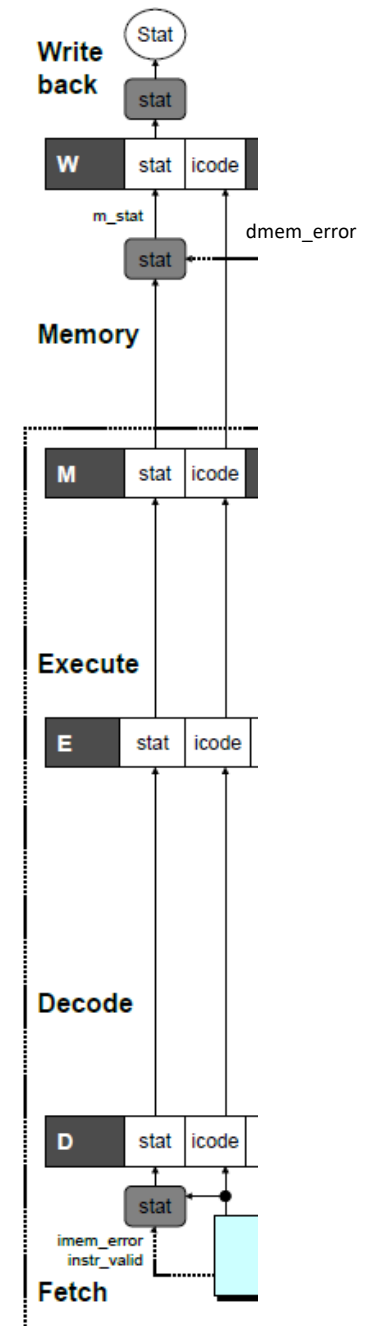 Stat
Write
back
stat
W stat icode
m_stat
dmem_error
stat
Memory
M stat icode
Execute
E stat icode
Decode
D stat icode
stat
imem_error
instr_valid
Fetch